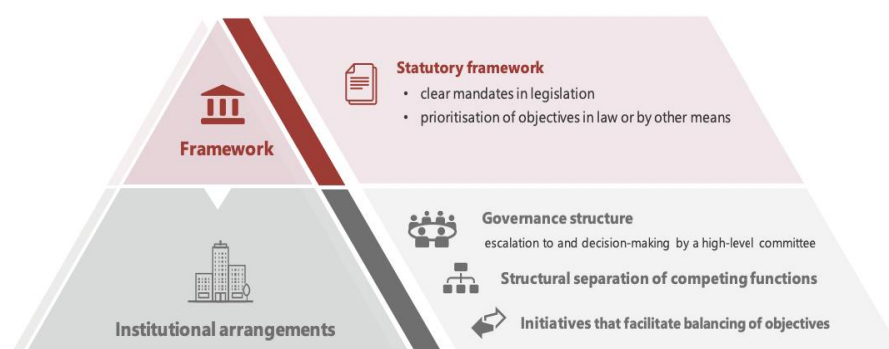 Framework
Statutory framework
• clear mandates in legislation
• prioritisation of objectives in law or by other means
Institutional arrangements
Governance structure
escalation to and decision-making by a high-level committee
Structural separation of competing functions
Initiatives that facilitate balancing of objectives